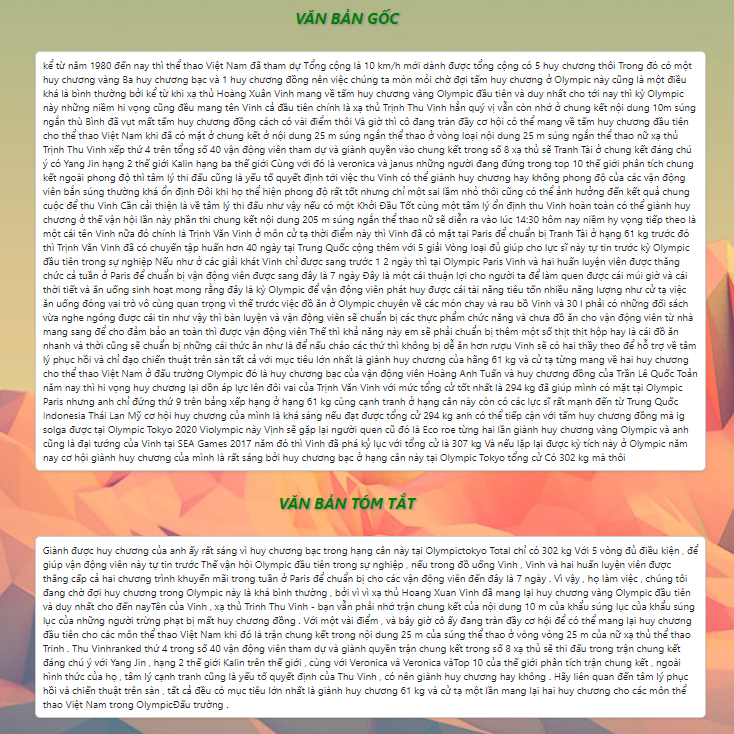 VĂN BẢN GỐC
kể từ năm 1980 đến nay thì thể thao Việt Nam đã tham dự Tổng cộng là 10 km/h mới dành được tổng cộng có 5 huy chương thôi Trong đó có một
huy chương vàng Ba huy chương bạc và 1 huy chương đồng nên việc chúng ta mòn mỏi chờ đợi tấm huy chương ở Olympic này cũng là một điều
khá là bình thường bởi kể từ khi xạ thủ Hoàng Xuân Vinh mang về tấm huy chương vàng Olympic đầu tiên và duy nhất cho tới nay thì kỳ Olympic
này những niềm hi vọng cũng đều mang tên Vinh cả đầu tiên chính là xạ thủ Trịnh Thu Vinh hẳn quý vị vẫn còn nhớ ở chung kết nội dung 10m súng
ngắn thù Bình đã vụt mất tấm huy chương đồng cách có vài điểm thôi Và giờ thì cô đang tràn đầy cơ hội có thể mang về tấm huy chương đầu tiên
cho thể thao Việt Nam khi đã có mặt ở chung kết ở nội dung 25 m súng ngắn thể thao ở vòng loại nội dung 25 m súng ngắn thể thao nữ xạ thủ
Trịnh Thu Vinh xếp thứ 4 trên tổng số 40 vận động viên tham dự và giành quyền vào chung kết trong số 8 xạ thủ sẽ Tranh Tài ở chung kết đáng chú
ý có Yang Jin hạng 2 thế giới Kalin hạng ba thế giới Cùng với đó là veronica và janus những người đang đứng trong top 10 thế giới phân tích chung
kết ngoài phong độ thì tâm lý thi đấu cũng là yếu tố quyết định tới việc thu Vinh có thể giành huy chương hay không phong độ của các vận động
viên bắn súng thường khá ổn định Đôi khi họ thể hiện phong độ rất tốt nhưng chỉ một sai lầm nhỏ thôi cũng có thể ảnh hưởng đến kết quả chung
cuộc để thu Vinh Cần cải thiện là về tâm lý thi đấu như vậy nếu có một Khởi Đầu Tốt cùng một tâm lý ổn định thu Vinh hoàn toàn có thể giành huy
chương ở thế vận hội lần này phần thi chung kết nội dung 205 m súng ngắn thể thao nữ sẽ diễn ra vào lúc 14:30 hôm nay niềm hy vọng tiếp theo là
một cái tên Vinh nữa đó chính là Trịnh Văn Vinh ở môn cử tạ thời điểm này thì Vinh đã có mặt tại Paris để chuẩn bị Tranh Tài ở hạng 61 kg trước đó
thì Trịnh Văn Vinh đã có chuyến tập huấn hơn 40 ngày tại Trung Quốc cộng thêm với 5 giải Vòng loại đủ giúp cho lực sĩ này tự tin trước kỳ Olympic
đầu tiên trong sự nghiệp Nếu như ở các giải khát Vinh chỉ được sang trước 1 2 ngày thì tại Olympic Paris Vinh và hai huấn luyện viên được thăng
chức cả tuần ở Paris để chuẩn bị vận động viên được sang đây là 7 ngày Đây là một cái thuận lợi cho người ta để làm quen được cái múi giờ và cái
thời tiết và ăn uống sinh hoạt mong rằng đây là kỳ Olympic để vận động viên phát huy được cái tài năng tiêu tốn nhiều năng lượng như cử tạ việc
ăn uống đóng vai trò vô cùng quan trọng vì thế trước việc đồ ăn ở Olympic chuyên về các món chay và rau bồ Vinh và 30 l phải có những đối sách
vừa nghe ngóng được cái tin như vậy thì bàn luyện và vận động viên sẽ chuẩn bị các thực phẩm chức năng và chưa đồ ăn cho vận động viên từ nhà
mang sang để cho đảm bảo an toàn thì được vận động viên Thế thì khả năng này em sẽ phải chuẩn bị thêm một số thịt thịt hộp hay là cái đồ ăn
nhanh và thời cũng sẽ chuẩn bị những cái thức ăn như là để nấu cháo các thứ thì không bị dễ ăn hơn rượu Vinh sẽ có hai thầy theo để hỗ trợ về tâm
lý phục hồi và chỉ đạo chiến thuật trên sàn tất cả với mục tiêu lớn nhất là giành huy chương của hãng 61 kg và cử tạ từng mang về hai huy chương
cho thể thao Việt Nam ở đấu trường Olympic đó là huy chương bạc của vận động viên Hoàng Anh Tuấn và huy chương đồng của Trần Lê Quốc Toản
năm nay thì hi vọng huy chương lại dồn áp lực lên đôi vai của Trịnh Văn Vinh với mức tổng cử tốt nhất là 294 kg đã giúp mình có mặt tại Olympic
Paris nhưng anh chỉ đứng thứ 9 trên bảng xếp hạng ở hạng 61 kg cùng cạnh tranh ở hạng cân này còn có các lực sĩ rất mạnh đến từ Trung Quốc
Indonesia Thái Lan Mỹ cơ hội huy chương của mình là khá sáng nếu đạt được tổng cử 294 kg anh có thể tiếp cận với tấm huy chương đồng mà ig
solga được tại Olympic Tokyo 2020 Violympic này Vịnh sẽ gặp lại người quen cũ đó là Eco roe từng hai lần giành huy chương vàng Olympic và anh
cũng là đại tướng của Vinh tại SEA Games 2017 năm đó thì Vinh đã phá kỷ lục với tổng cử là 307 kg Và nếu lặp lại được kỳ tích này ở Olympic năm
nay cơ hội giành huy chương của mình là rất sáng bởi huy chương bạc ở hạng cân này tại Olympic Tokyo tổng cử Có 302 kg mà thôi
VĂN BẢN TÓM TẮT
Giành được huy chương của anh ấy rất sáng vì huy chương bạc trong hạng cân này tại Olympictokyo Total chỉ có 302 kg Với 5 vòng đủ điều kiện , để
giúp vận động viên này tự tin trước Thế vận hội Olympic đầu tiên trong sự nghiệp , nếu trong đồ uống Vinh , Vinh và hai huấn luyện viên được
thăng cấp cả hai chương trình khuyến mãi trong tuần ở Paris để chuẩn bị cho các vận động viên đến đây là 7 ngày . Vì vậy , họ làm việc , chúng tôi
đang chờ đợi huy chương trong Olympic này là khá bình thường , bởi vì vì xạ thủ Hoang Xuan Vinh đã mang lại huy chương vàng Olympic đầu tiên
và duy nhất cho đến nayTên của Vinh , xạ thủ Trinh Thu Vinh - bạn vẫn phải nhớ trận chung kết của nội dung 10 m của khẩu súng lục của khẩu súng
lục của những người trừng phạt bị mất huy chương đồng . Với một vài điểm , và bây giờ cô ấy đang tràn đầy cơ hội để có thể mang lại huy chương
đầu tiên cho các môn thể thao Việt Nam khi đó là trận chung kết trong nội dung 25 m của súng thể thao ở vòng vòng 25 m của nữ xạ thủ thể thao
Trinh . Thu Vinhranked thứ 4 trong số 40 vận động viên tham dự và giành quyền trận chung kết trong số 8 xạ thủ sẽ thi đấu trong trận chung kết
đáng chú ý với Yang Jin , hạng 2 thế giới Kalin trên thế giới , cùng với Veronica và Veronica vàTop 10 của thế giới phân tích trận chung kết , ngoài
hình thức của họ , tâm lý cạnh tranh cũng là yếu tố quyết định của Thu Vinh , có nên giành huy chương hay không . Hãy liên quan đến tâm lý phục
hồi và chiến thuật trên sàn , tất cả đều có mục tiêu lớn nhất là giành huy chương 61 kg và cử tạ một lần mang lại hai huy chương cho các môn thể
thao Việt Nam trong OlympicĐấu trường .